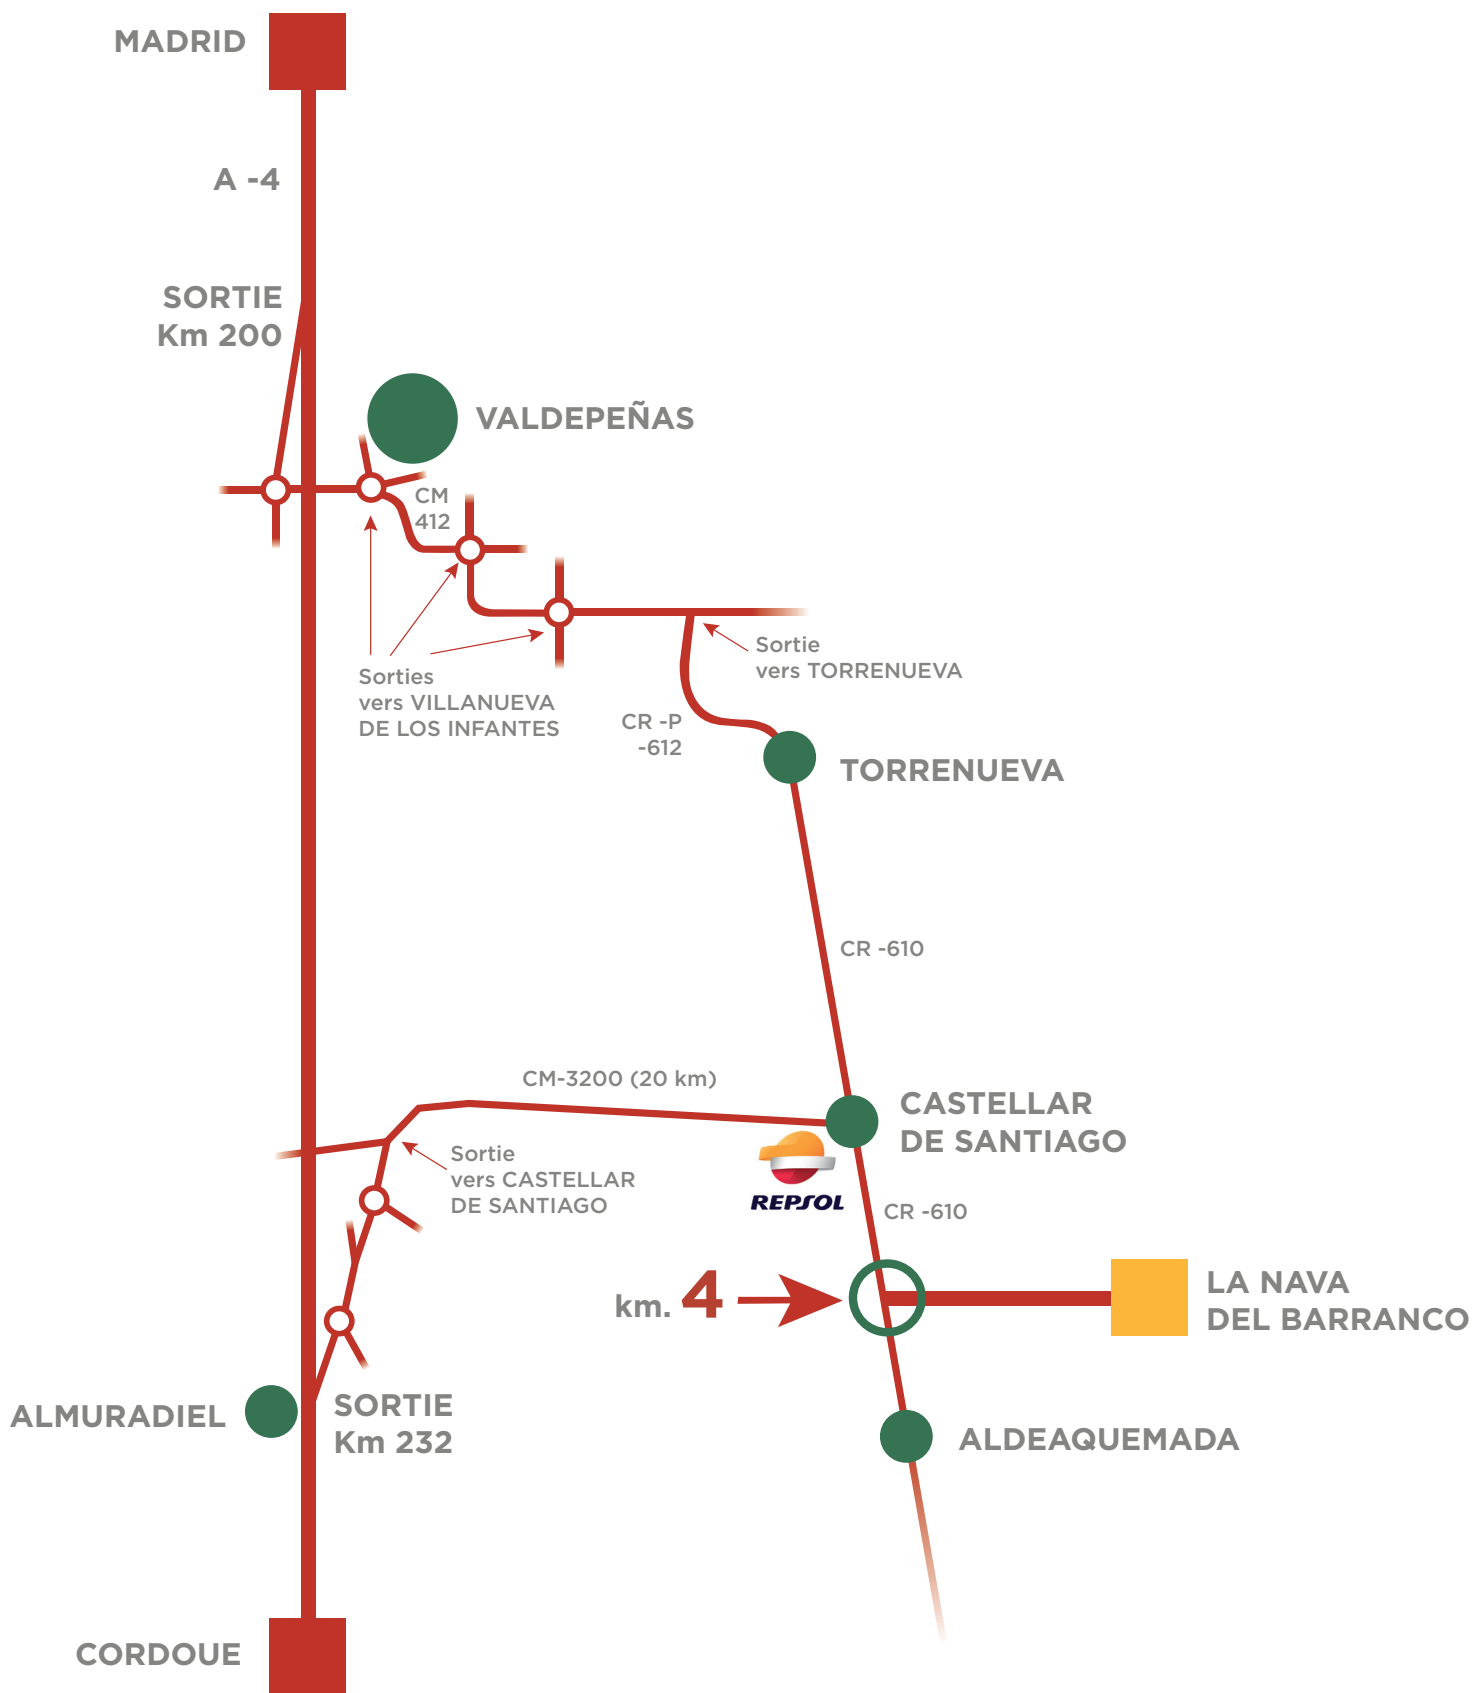 MADRID
A -4
SORTIE
Km 200
VALDEPEÑAS
CM
412
Sorties
vers VILLANUEVA
DE LOS INFANTES
Sortie
vers TORRENUEVA
CR -P
-612
TORRENUEVA
CR -610
CM-3200 (20 km)
CASTELLAR
DE SANTIAGO
Sortie
vers CASTELLAR
DE SANTIAGO
REPSOL
CR -610
km. 4
LA NAVA
DEL BARRANCO
ALMURADIEL
SORTIE
Km 232
ALDEAQUEMADA
CORDOUE